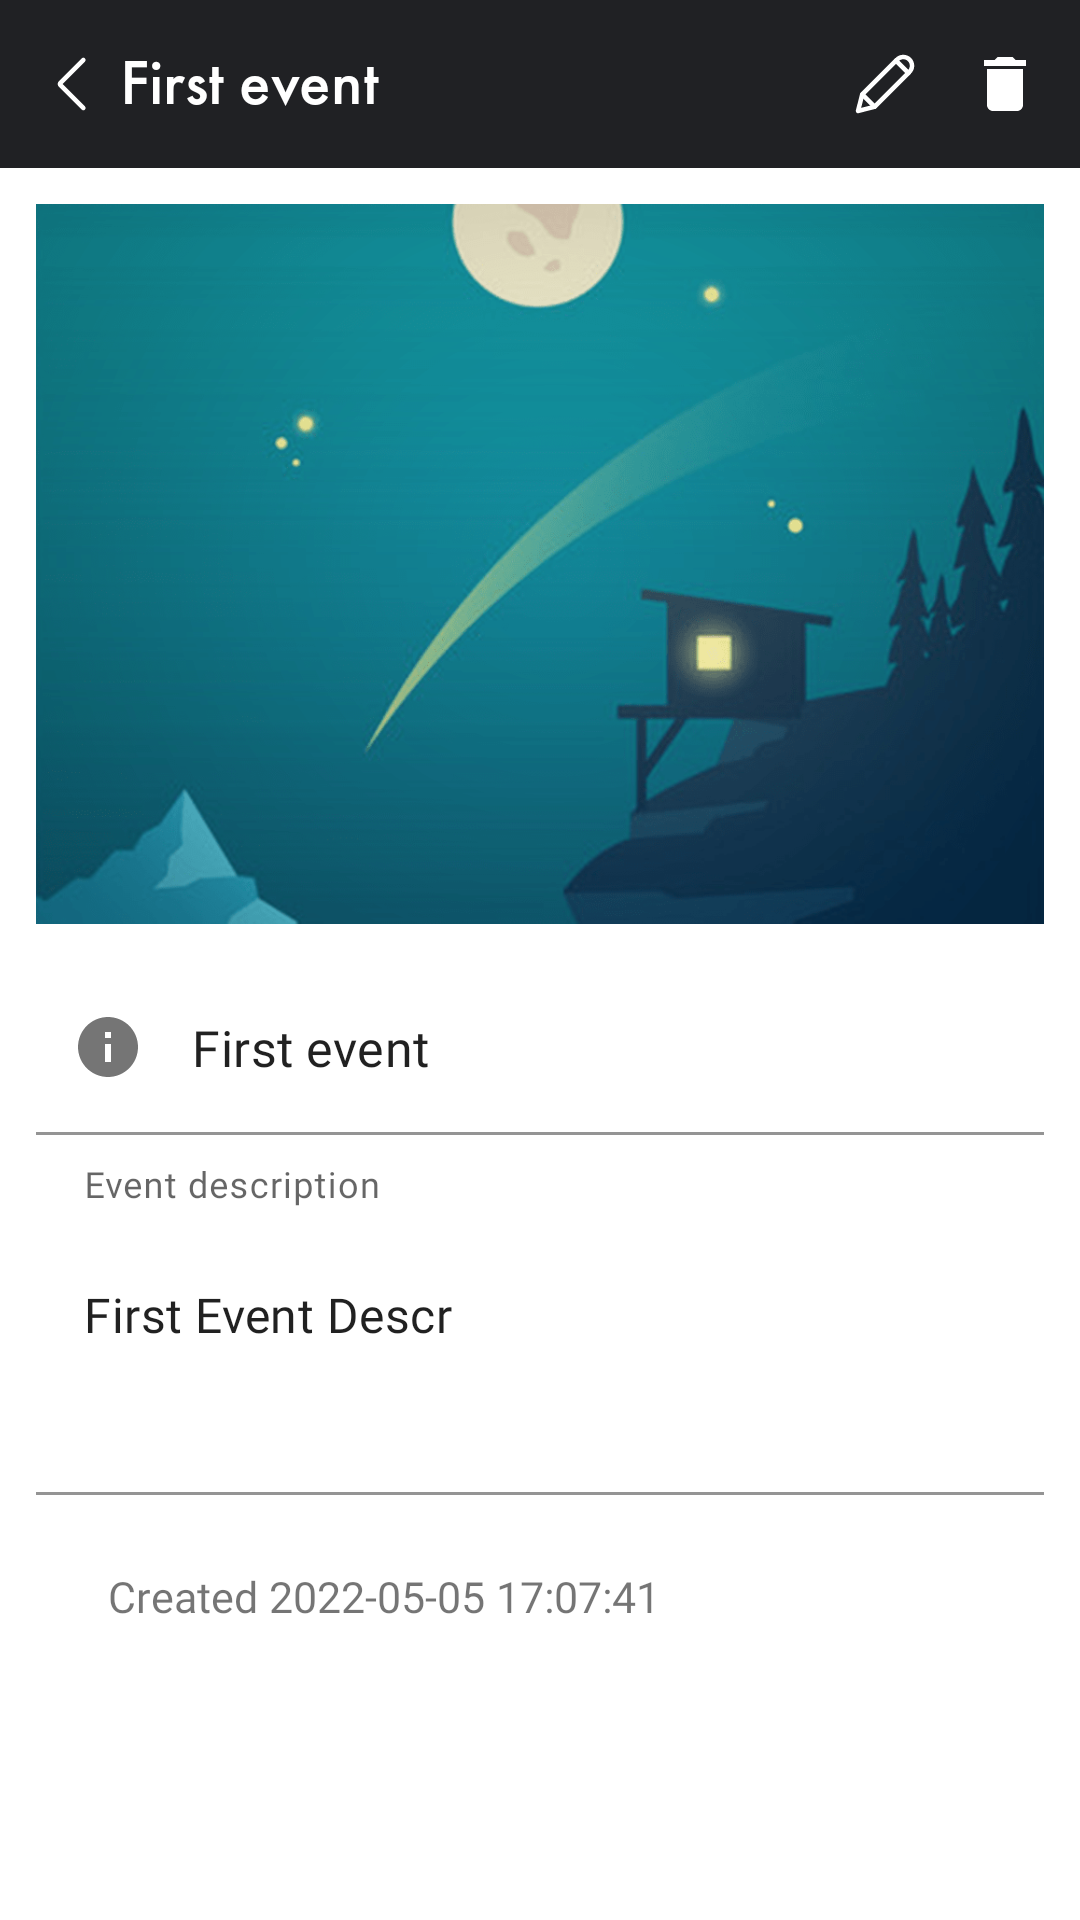 First event
First event
Event description
First Event Descr
Created 2022-05-05 17:07:41